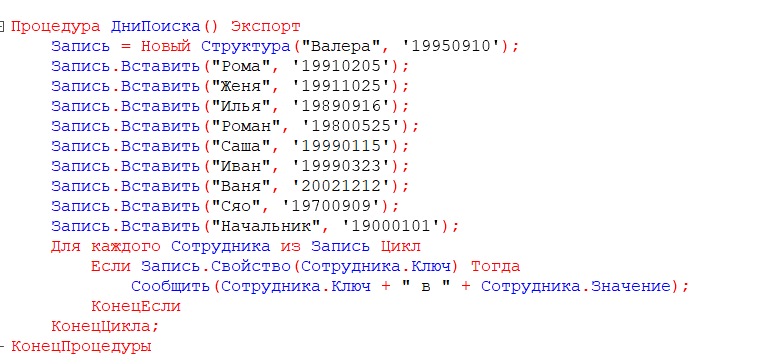 Процедура ДниПоиска() Экспорт
Запись = Новый Структура("Валера", '19950910');
Запись.Вставить("Рома", '19910205');
Запись.Вставить("Женя", '19911025');
Запись.Вставить("Илья", '19890916');
Запись.Вставить("Роман", '19800525');
Запись.Вставить("Саша", '19990115');
Запись.Вставить("Иван", '19990323');
Запись.Вставить("Ваня", '20021212');
Запись.Вставить("Сяо", '19700909');
Запись.Вставить("Начальник", '19000101');
Для каждого Сотрудника из Запись Цикл
Если Запись.Свойство(Сотрудника.Ключ) Тогда
Сообщить(Сотрудника.Ключ + " в " + Сотрудника.Значение);
КонецЕсли
КонецЦикла;
КонецПроцедуры